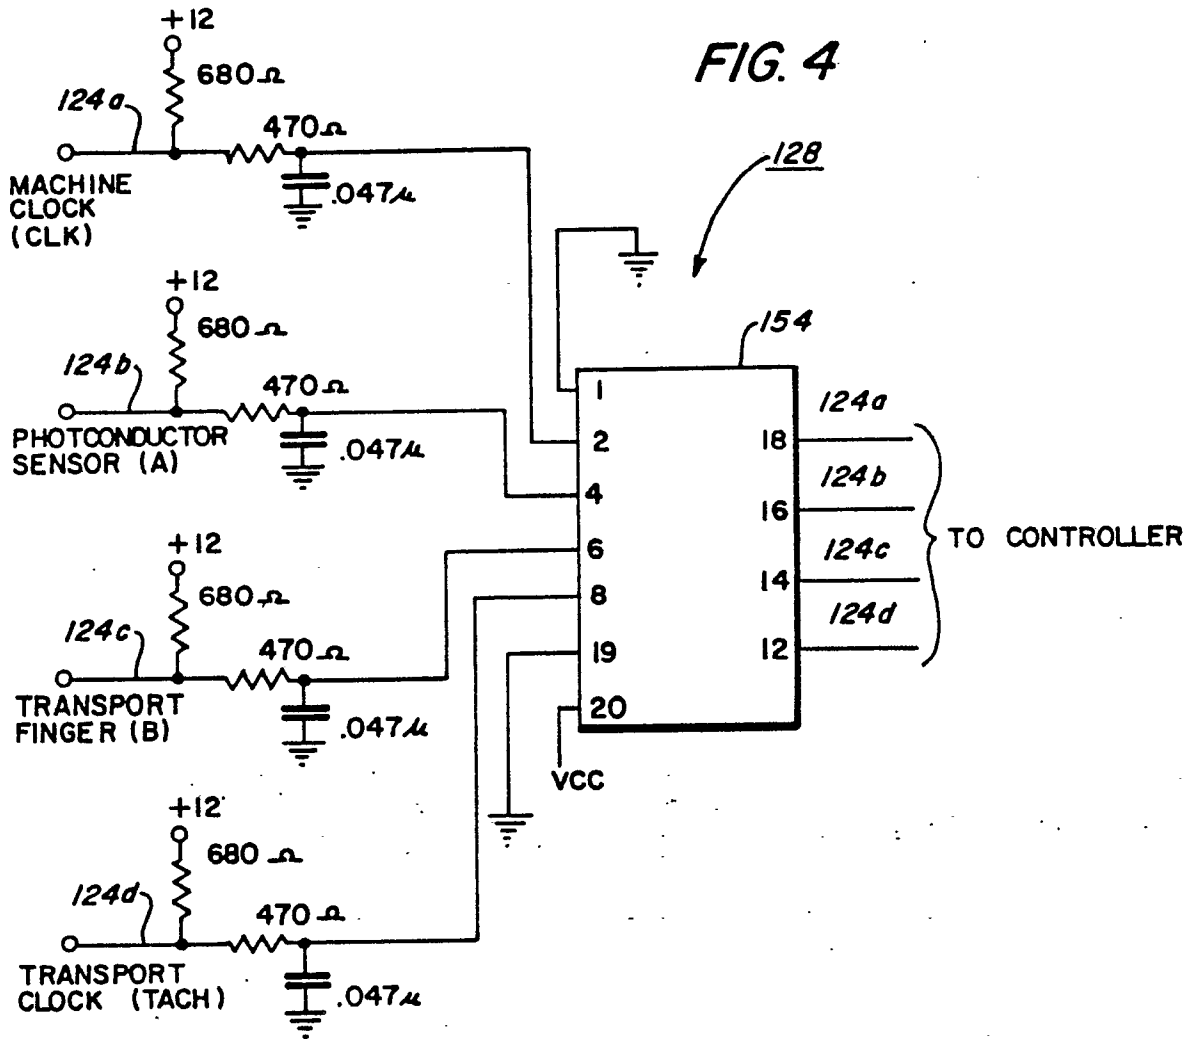 FIG. 4
128
+12
680Ω
124a
470Ω
.047μ
MACHINE
CLOCK
(CLK)
+12
680Ω
124b
470Ω
.047μ
PHOTCONDUCTOR
SENSOR (A)
+12
680Ω
124c
470Ω
.047μ
TRANSPORT
FINGER (B)
+12
680Ω
124d
470Ω
.047μ
TRANSPORT
CLOCK (TACH)
154
1
2
4
6
8
19
20
VCC
18
16
14
12
124a
124b
124c
124d
TO CONTROLLER